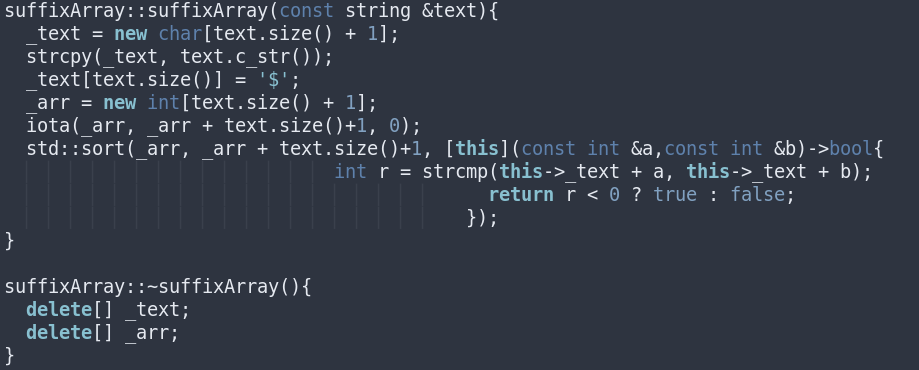 suffixArray::suffixArray(const string &text){
  _text = new char[text.size() + 1];
  strcpy(_text, text.c_str());
  _text[text.size()] = '$';
  _arr = new int[text.size() + 1];
  iota(_arr, _arr + text.size()+1, 0);
  std::sort(_arr, _arr + text.size()+1, [this](const int &a,const int &b)->bool{
                              int r = strcmp(this->_text + a, this->_text + b);
                                            return r < 0 ? true : false;
                                          });
}

suffixArray::~suffixArray(){
  delete[] _text;
  delete[] _arr;
}